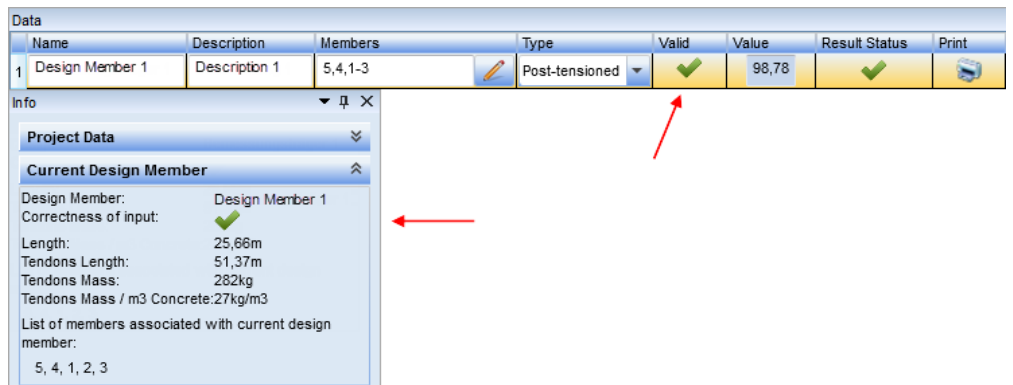 Data
Name Description Members Type Valid Value Result Status Print
1 Design Member 1 Description 1 5,4,1-3 Post-tensioned 98,78
Info
Project Data
Current Design Member
Design Member: Design Member 1
Correctness of input:
Length: 25,66m
Tendons Length: 51,37m
Tendons Mass: 282kg
Tendons Mass / m3 Concrete:27kg/m3
List of members associated with current design
member:
5, 4, 1, 2, 3